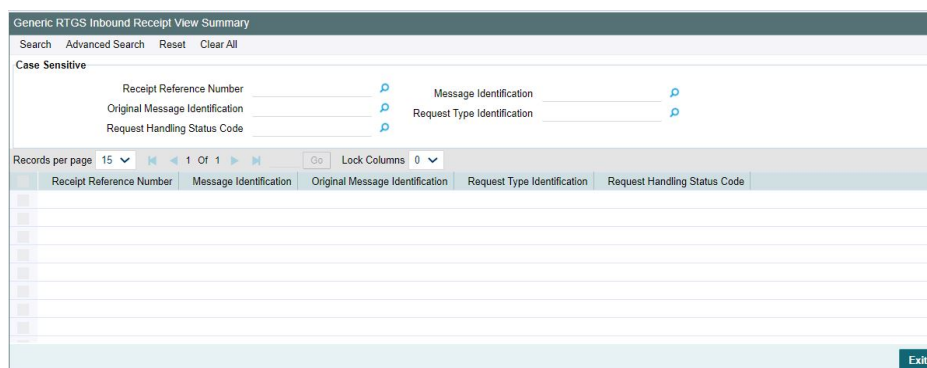 Generic RTGS Inbound Receipt View Summary
Search Advanced Search Reset Clear All
Case Sensitive
Receipt Reference Number Message Identification
Original Message Identification Request Type Identification
Request Handling Status Code
Records per page 15 1 Of 1 Go Lock Columns 0
Receipt Reference Number Message Identification Original Message Identification Request Type Identification Request Handling Status Code
Exit